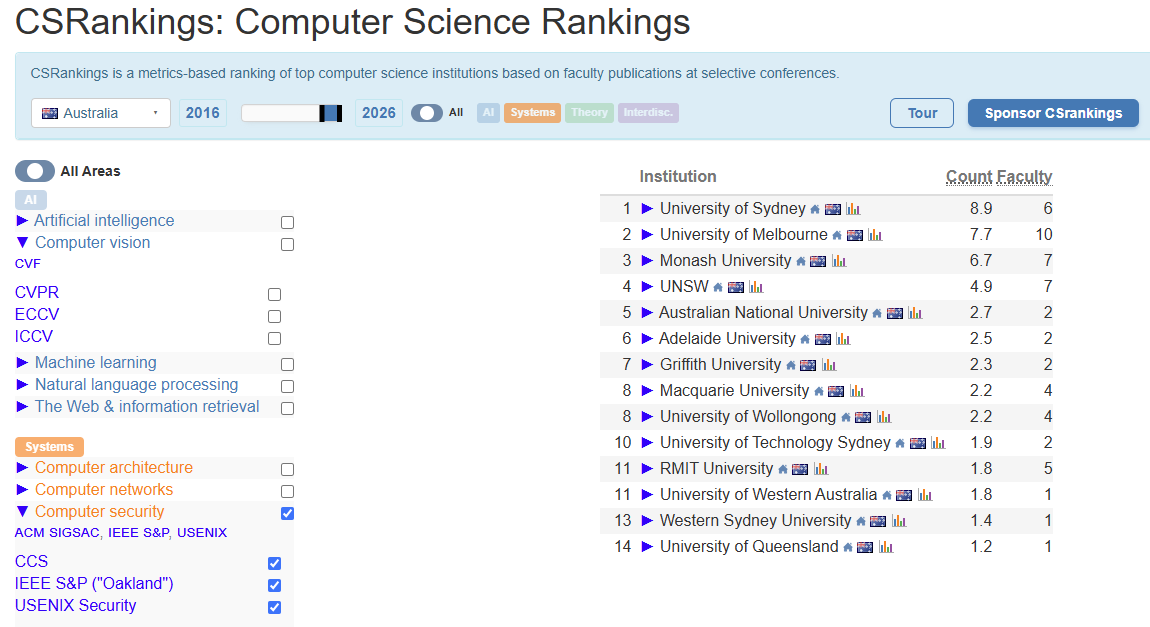 CSRankings: Computer Science Rankings
CSRankings is a metrics-based ranking of top computer science institutions based on faculty publications at selective conferences.
Australia 2016 2026 All AI Systems Theory Interdisc. Tour Sponsor CSrankings
All Areas
AI
Artificial intelligence
Computer vision
CVF
CVPR
ECCV
ICCV
Machine learning
Natural language processing
The Web & information retrieval
Systems
Computer architecture
Computer networks
Computer security
ACM SIGSAC, IEEE S&P, USENIX
CCS
IEEE S&P ("Oakland")
USENIX Security
Institution Count Faculty
1 University of Sydney 8.9 6
2 University of Melbourne 7.7 10
3 Monash University 6.7 7
4 UNSW 4.9 7
5 Australian National University 2.7 2
6 Adelaide University 2.5 2
7 Griffith University 2.3 2
8 Macquarie University 2.2 4
8 University of Wollongong 2.2 4
10 University of Technology Sydney 1.9 2
11 RMIT University 1.8 5
11 University of Western Australia 1.8 1
13 Western Sydney University 1.4 1
14 University of Queensland 1.2 1